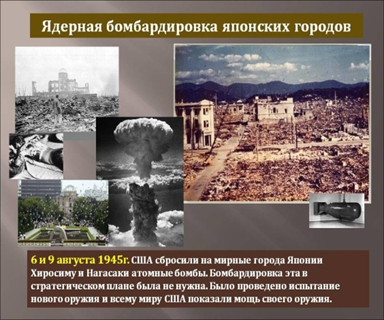 Ядерная бомбардировка японских городов
6 и 9 августа 1945г. США сбросили на мирные города Японии
Хиросиму и Нагасаки атомные бомбы. Бомбардировка эта в
стратегическом плане была не нужна. Было проведено испытание
нового оружия и всему миру США показали мощь своего оружия.